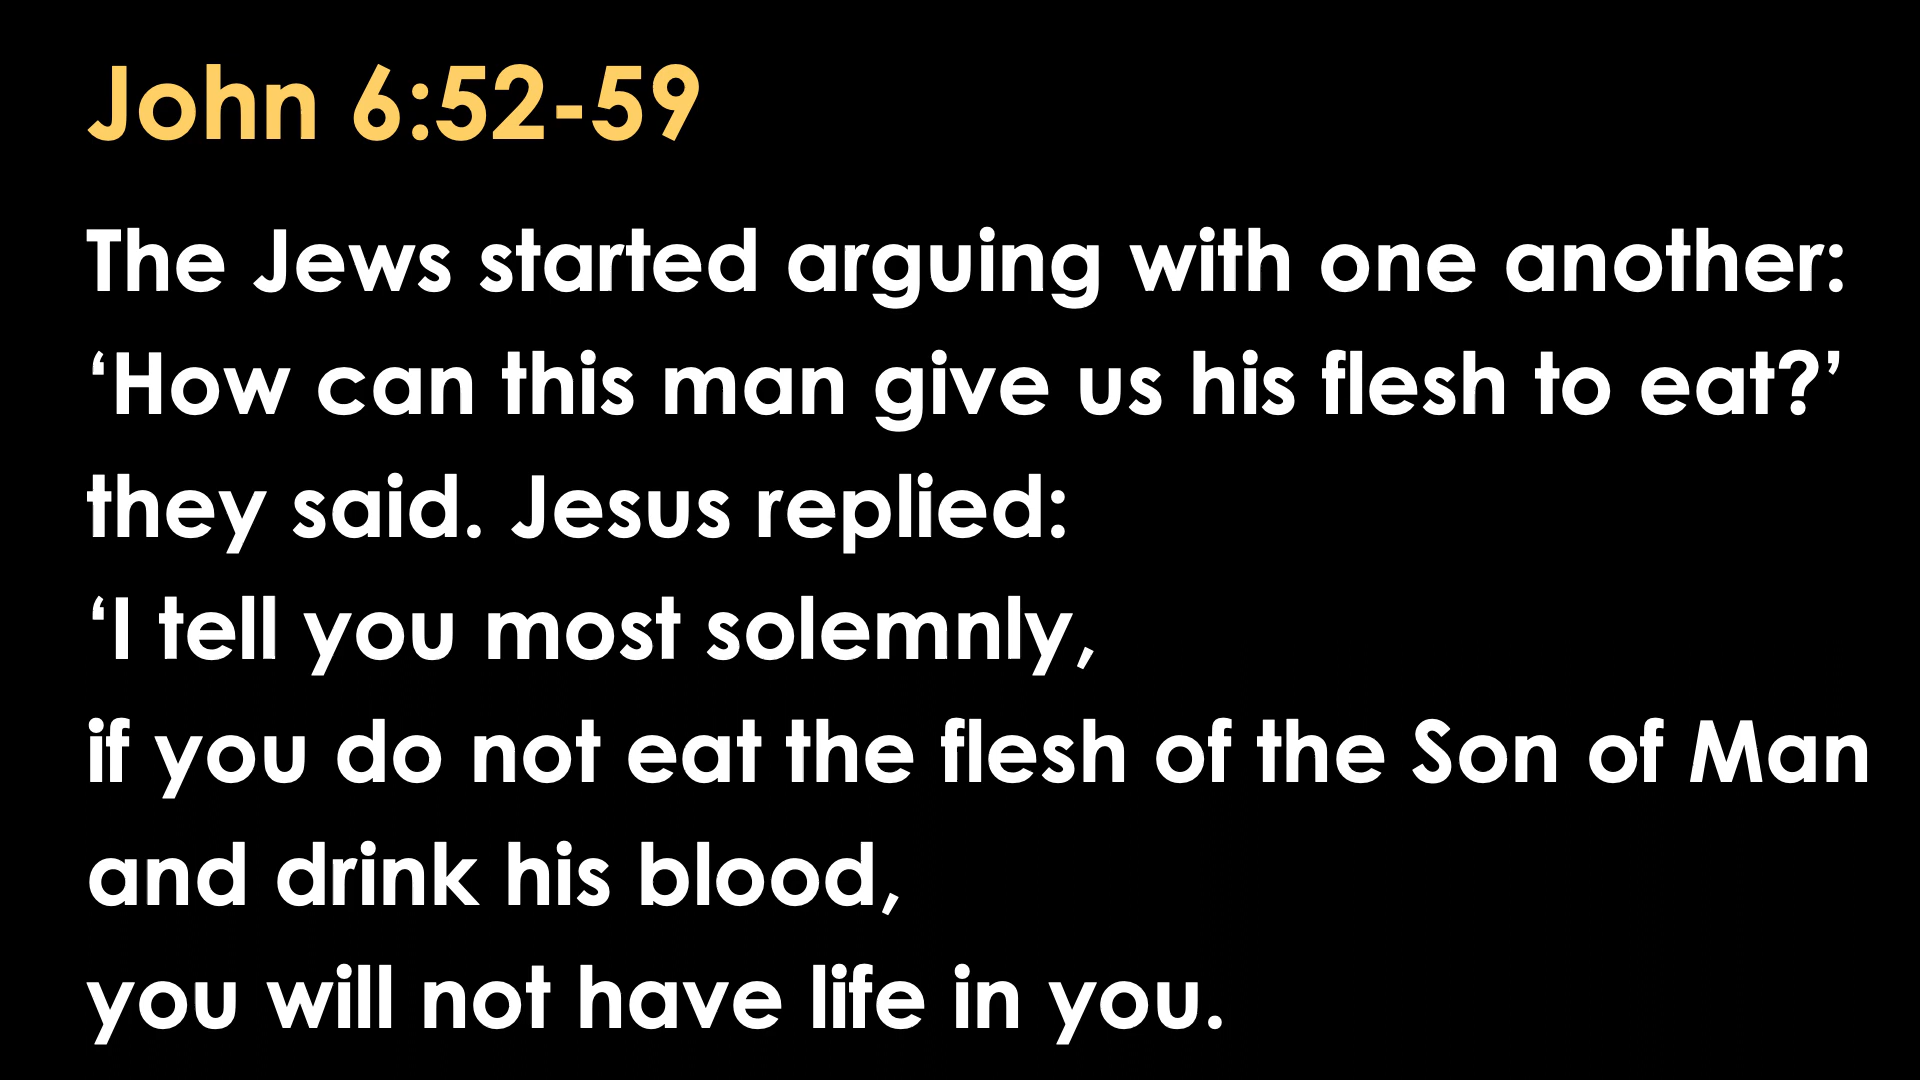 John 6:52-59
The Jews started arguing with one another:
‘How can this man give us his flesh to eat?’
they said. Jesus replied:
‘I tell you most solemnly,
if you do not eat the flesh of the Son of Man
and drink his blood,
you will not have life in you.